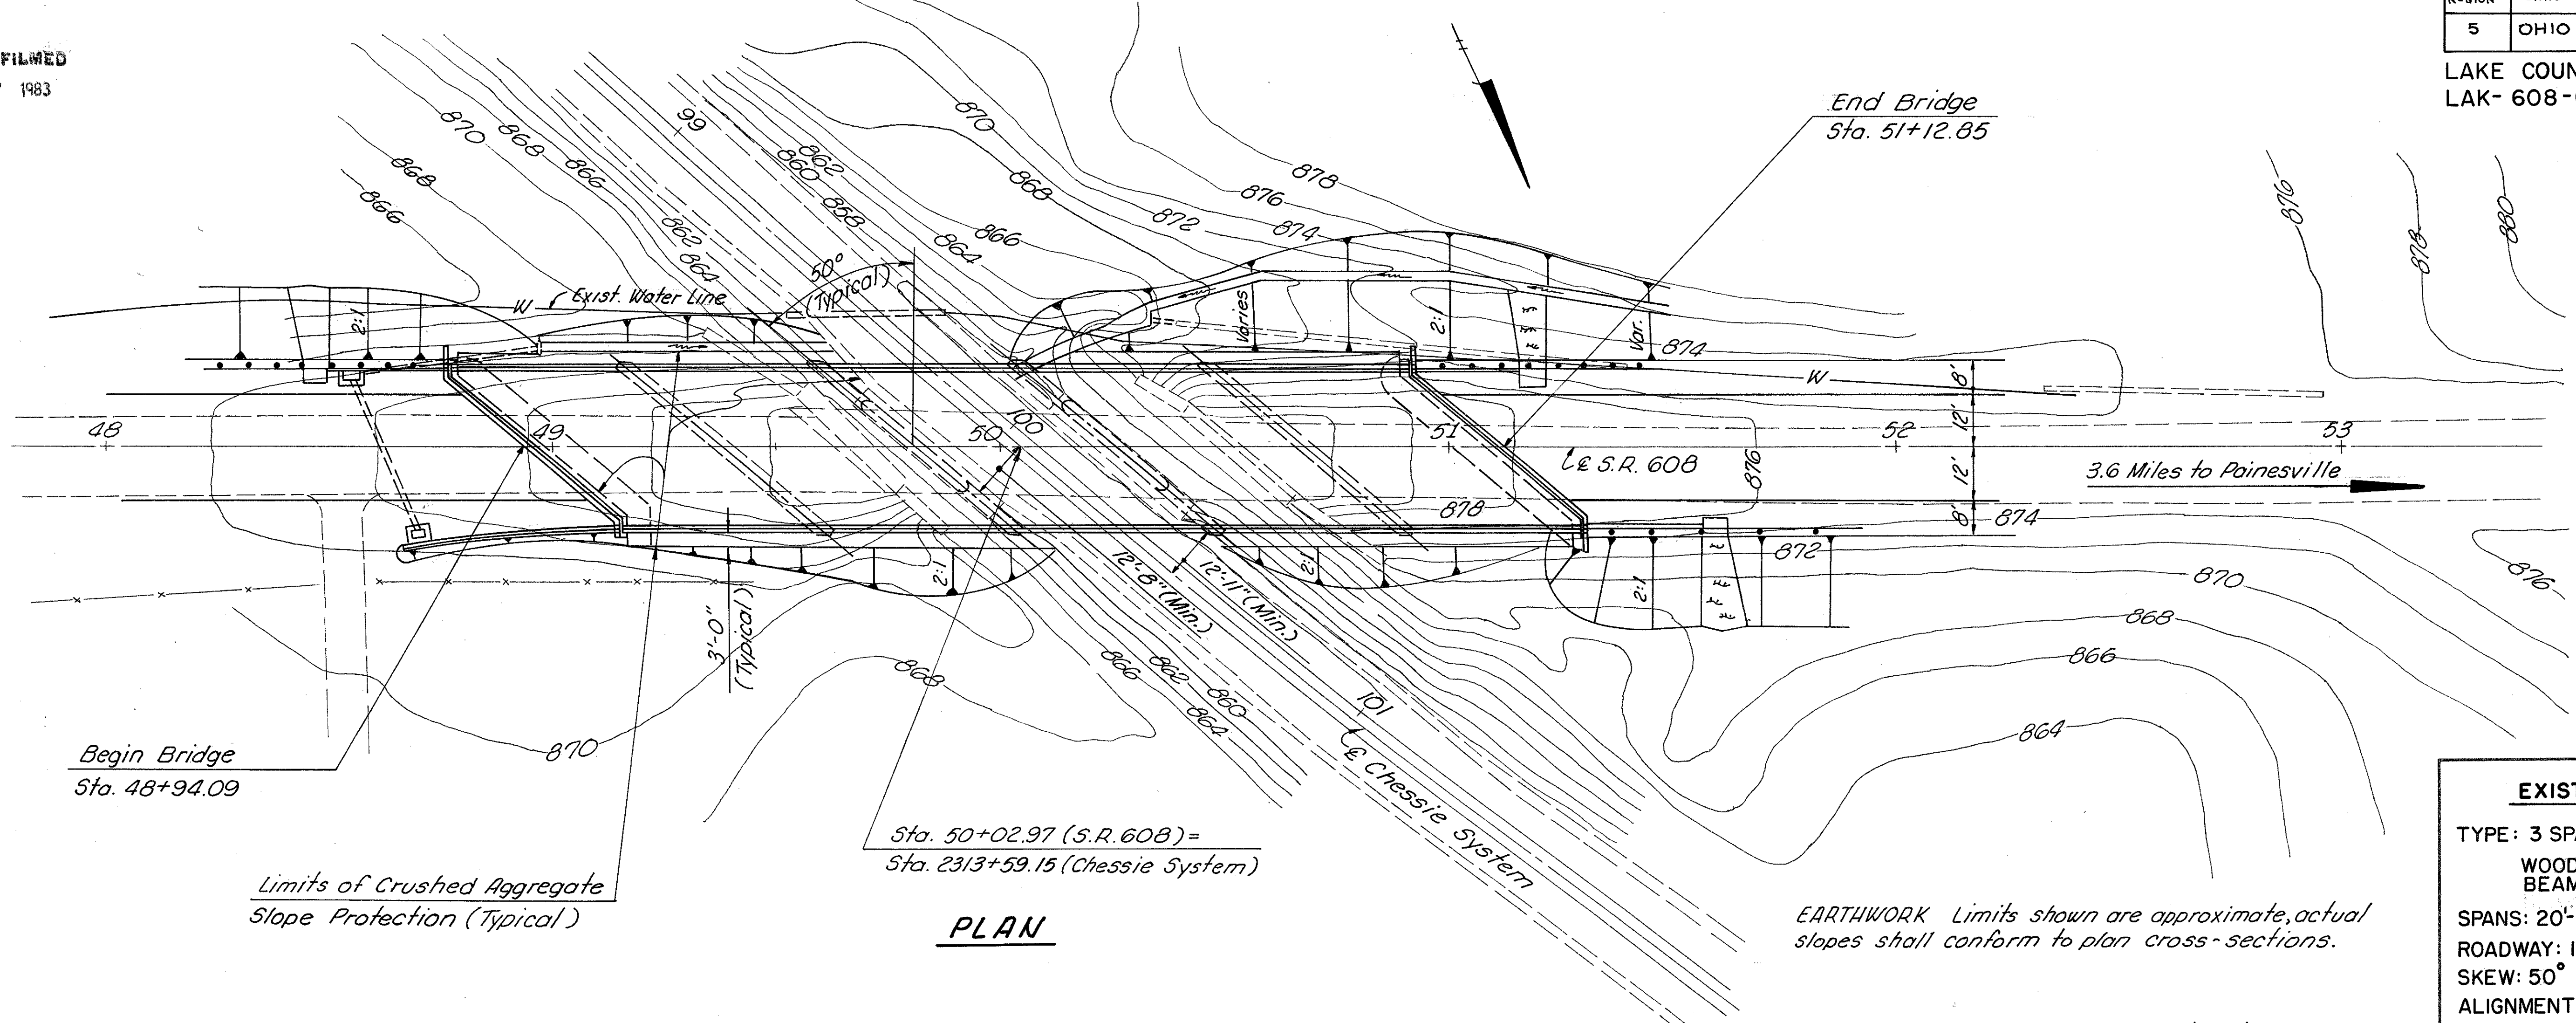 FILMED
1983
5 OHIO
LAKE COUN
LAK-608-
End Bridge
Sta. 51+12.85
99
870
868
866
868
866
862
860
858
862
864
870
868
866
864
878
876
872
874
876
878
880
50°
(Typical)
W
Exist. Water Line
2:1
Varies
2:1
Var.
874
W
8'
12'
12'
8'
48
49
50
100
51
52
53
℄ S.R. 608
876
3.6 Miles to Painesville
878
874
872
870
876
868
866
864
2:1
2:1
2:1
12'-8" (Min.)
12'-11" (Min.)
3'-0"
(Typical)
868
870
866
862
860
864
101
℄ Chessie System
Begin Bridge
Sta. 48+94.09
Limits of Crushed Aggregate
Slope Protection (Typical)
Sta. 50+02.97 (S.R. 608) =
Sta. 2313+59.15 (Chessie System)
PLAN
EARTHWORK Limits shown are approximate, actual
slopes shall conform to plan cross-sections.
EXIST
TYPE: 3 SPA
WOOD
BEAM
SPANS: 20'-
ROADWAY: 1
SKEW: 50°
ALIGNMENT